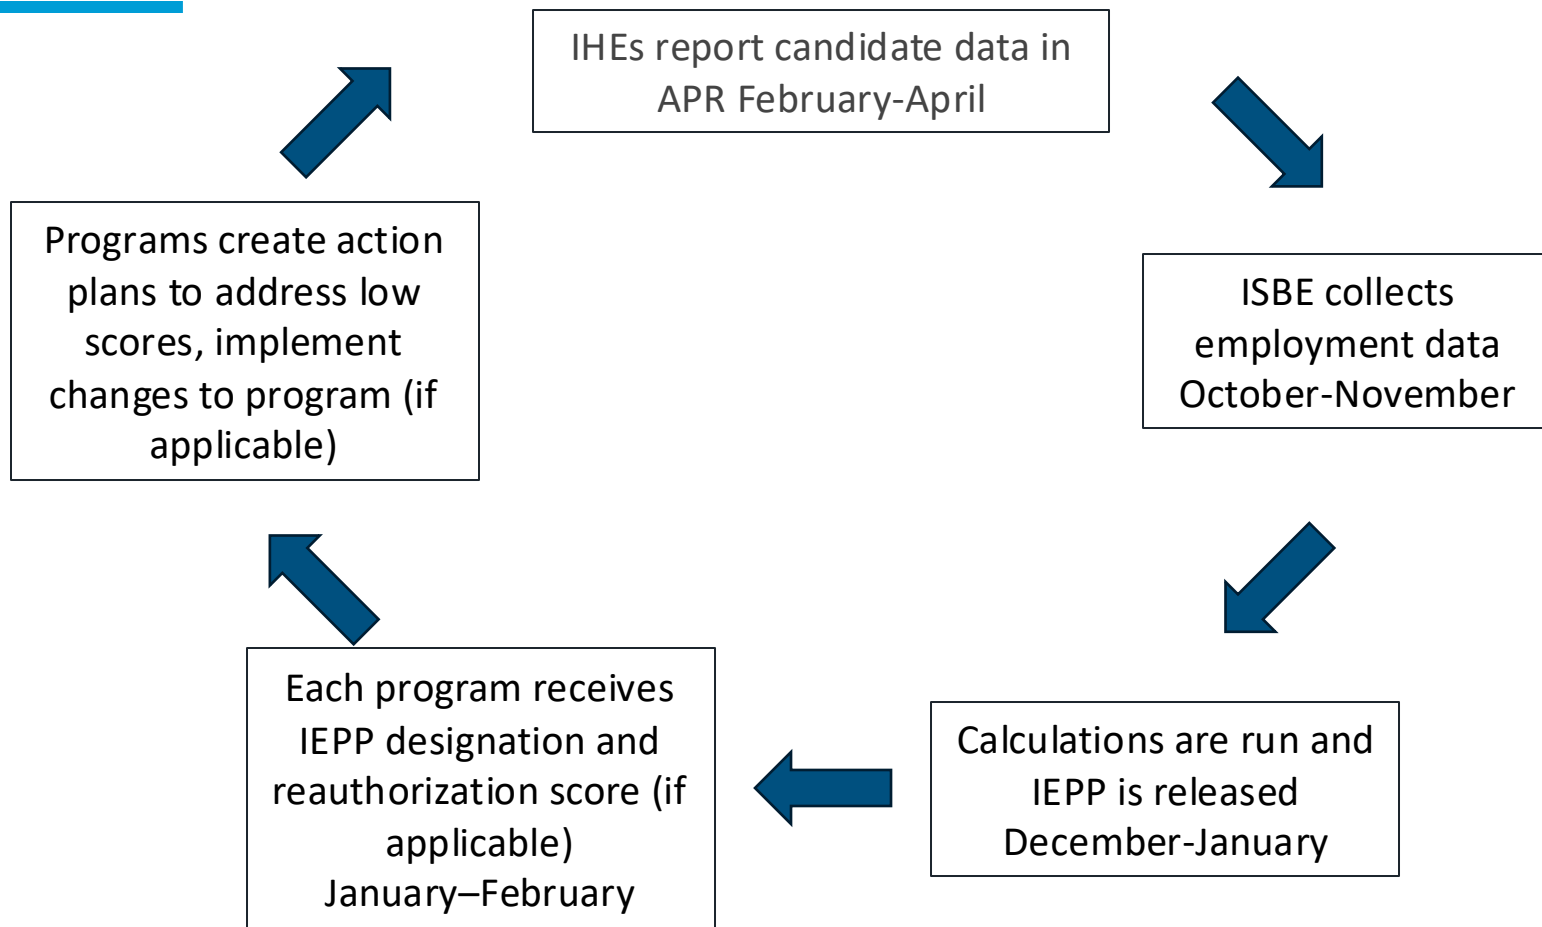 IHEs report candidate data in
APR February-April
ISBE collects
employment data
October-November
Calculations are run and
IEPP is released
December-January
Each program receives
IEPP designation and
reauthorization score (if
applicable)
January–February
Programs create action
plans to address low
scores, implement
changes to program (if
applicable)